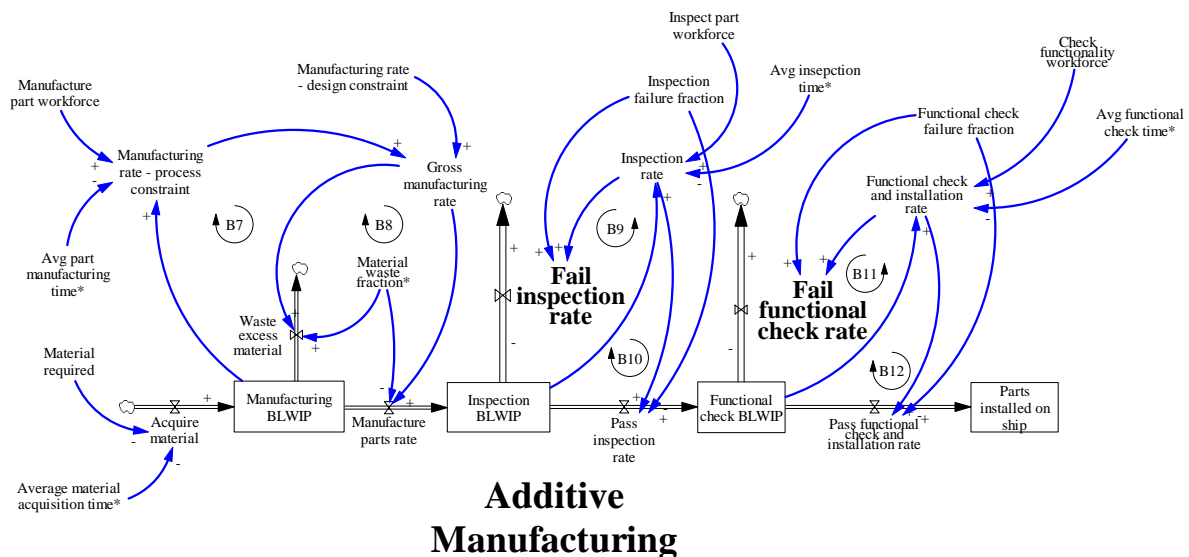 Inspect part
workforce
Check
functionality
workforce
Manufacturing rate
- design constraint
Manufacture
part workforce
Inspection
failure fraction
Avg insepction
time*
Functional check
failure fraction
Avg functional
check time*
Manufacturing
rate - process
constraint
Gross
manufacturing
rate
Inspection
rate
Functional check
and installation
rate
B7
B8
B9
B11
Avg part
manufacturing
time*
Material
waste
fraction*
Fail
inspection
rate
Fail
functional
check rate
Waste
excess
material
Material
required
B10
B12
Manufacturing
BLWIP
Inspection
BLWIP
Functional
check BLWIP
Parts
installed on
ship
Acquire
material
Manufacture
parts rate
Pass
inspection
rate
Pass functional
check and
installation rate
Average material
acquisition time*
Additive
Manufacturing
+
-
+
+
+
+
+
+
-
+
-
+
-
-
+
+
+
-
+
+
+
-
+
-
+
-
+
+
+
-
+
+
-
+
-
+
-
+